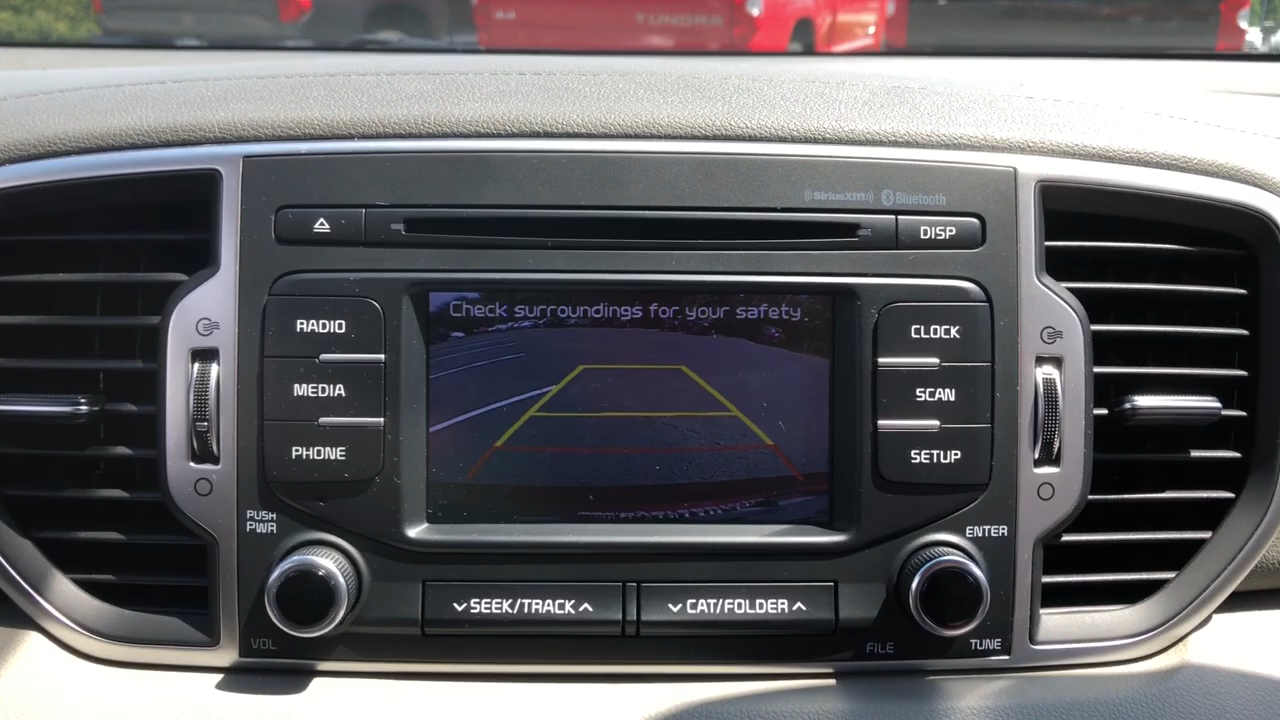 TUNDRA
((SiriusXM)) Bluetooth
DISP
Check surroundings for your safety
RADIO
CLOCK
MEDIA
SCAN
PHONE
SETUP
PUSH
PWR
ENTER
SEEK/TRACK
CAT/FOLDER
VOL
FILE
TUNE